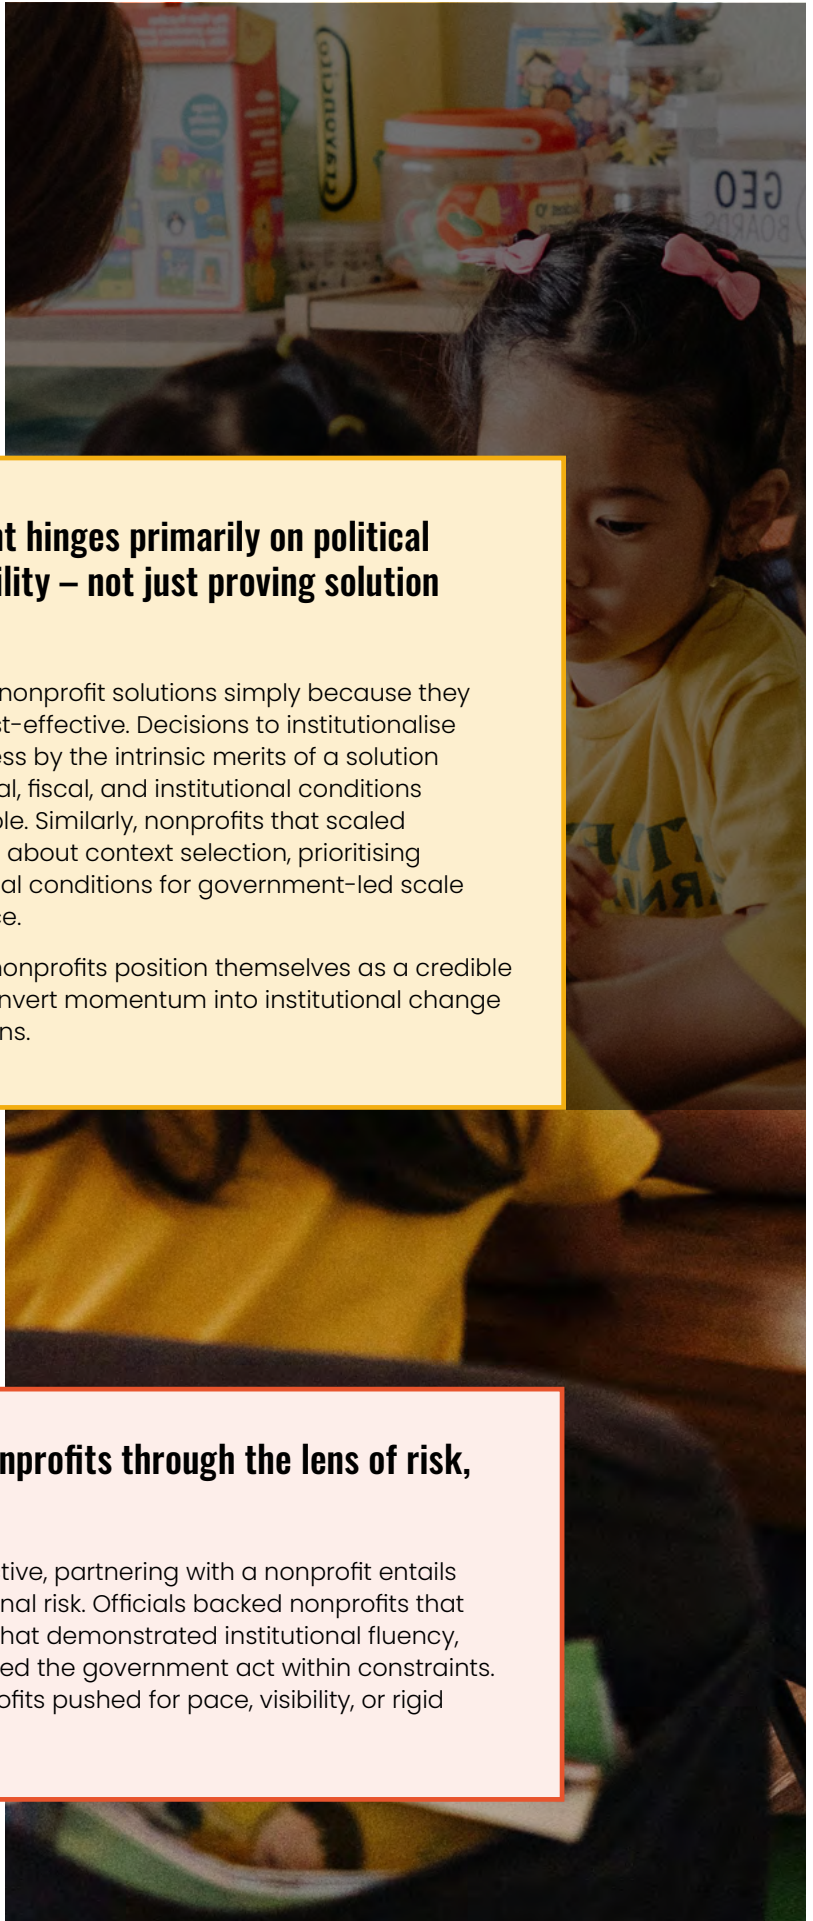 GEO
BOARDS
t hinges primarily on political
ility – not just proving solution
nonprofit solutions simply because they
t-effective. Decisions to institutionalise
ess by the intrinsic merits of a solution
al, fiscal, and institutional conditions
ole. Similarly, nonprofits that scaled
about context selection, prioritising
al conditions for government-led scale
ce.
nonprofits position themselves as a credible
nvert momentum into institutional change
ns.
nprofits through the lens of risk,
tive, partnering with a nonprofit entails
nal risk. Officials backed nonprofits that
hat demonstrated institutional fluency,
ed the government act within constraints.
ofits pushed for pace, visibility, or rigid